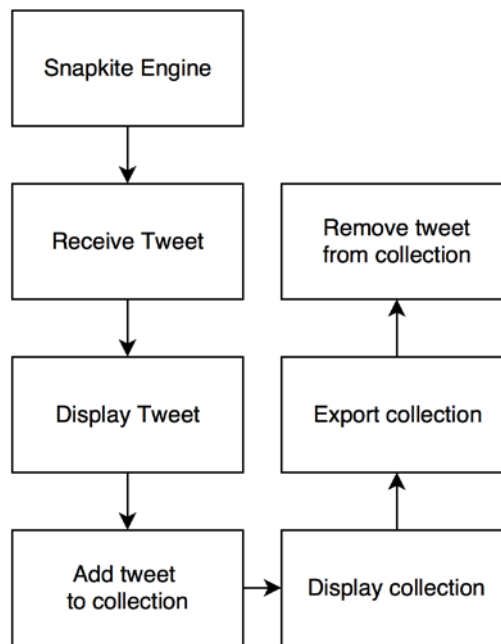 Snapkite Engine
Receive Tweet
Display Tweet
Add tweet
to collection
Display collection
Export collection
Remove tweet
from collection